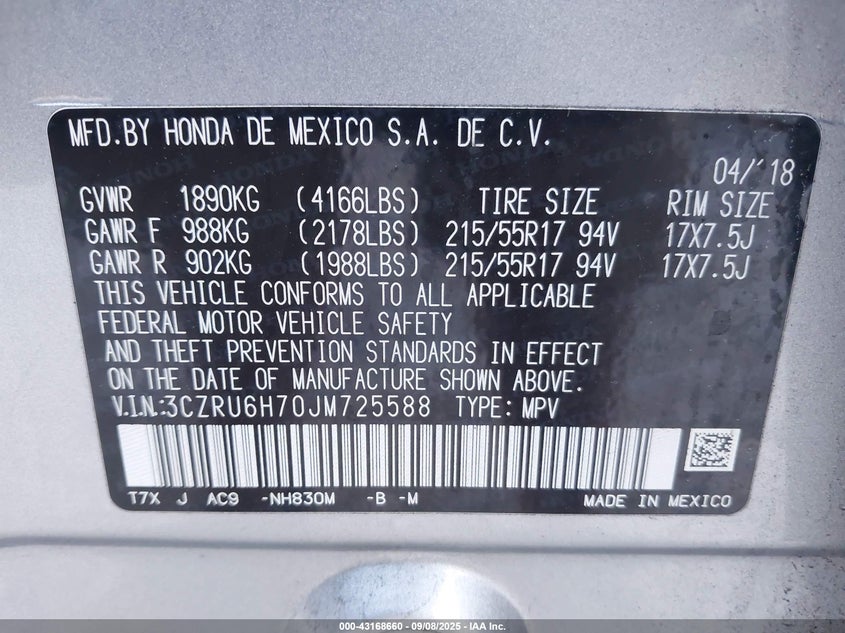 MFD.BY HONDA DE MEXICO S.A. DE C.V.
04/'18
GVWR 1890KG (4166LBS) TIRE SIZE RIM SIZE
GAWR F 988KG (2178LBS) 215/55R17 94V 17X7.5J
GAWR R 902KG (1988LBS) 215/55R17 94V 17X7.5J
THIS VEHICLE CONFORMS TO ALL APPLICABLE
FEDERAL MOTOR VEHICLE SAFETY
AND THEFT PREVENTION STANDARDS IN EFFECT
ON THE DATE OF MANUFACTURE SHOWN ABOVE.
V.I.N.:3CZRU6H70JM725588 TYPE: MPV
T7X J AC9 -NH830M -B -M MADE IN MEXICO
000-43168660 - 09/08/2025 - IAA Inc.